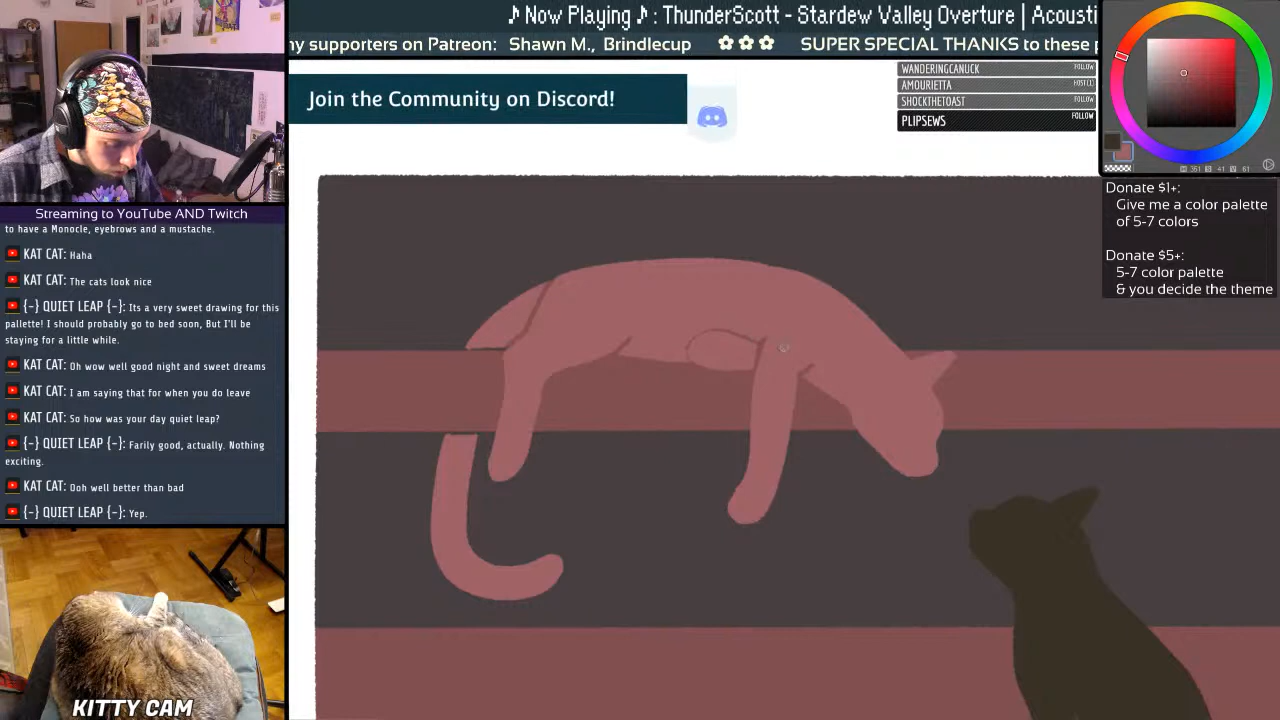 ♪ Now Playing ♪ : ThunderScott - Stardew Valley Overture | Acousti
ny supporters on Patreon: Shawn M., Brindlecup ✿ ✿ ✿ SUPER SPECIAL THANKS to these p
Join the Community on Discord!
WANDERINGCANUCK FOLLOW
AMOURIETTA
SHOCKTHETOAST FOLLOW
PLIPSEWS FOLLOW
Donate $1+:
Give me a color palette
of 5-7 colors
Donate $5+:
5-7 color palette
& you decide the theme
Streaming to YouTube AND Twitch
to have a Monocle, eyebrows and a mustache.
KAT CAT: Haha
KAT CAT: The cats look nice
{-} QUIET LEAP {-}: Its a very sweet drawing for this
pallette! I should probably go to bed soon, But I'll be
staying for a little while.
KAT CAT: Oh wow well good night and sweet dreams
KAT CAT: I am saying that for when you do leave
KAT CAT: So how was your day quiet leap?
{-} QUIET LEAP {-}: Farily good, actually. Nothing
exciting.
KAT CAT: Ooh well better than bad
{-} QUIET LEAP {-}: Yep.
KITTY CAM